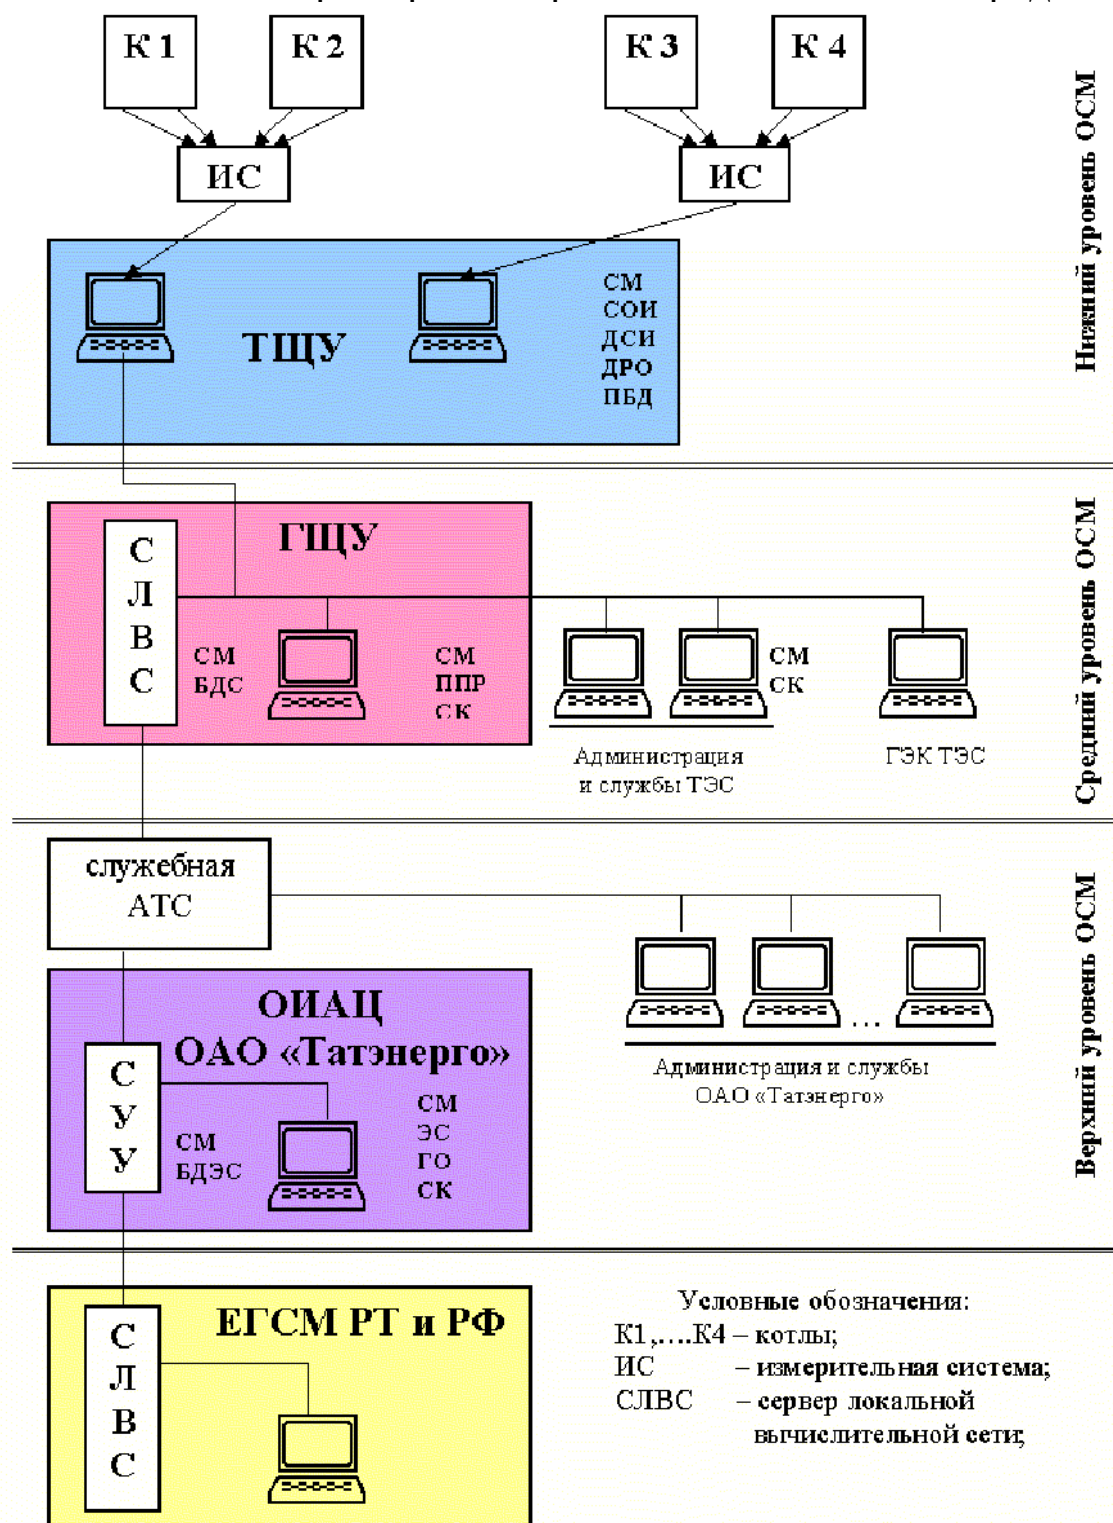 К 1
К 2
К 3
К 4
ИС
ИС
Нижний уровень ОСМ
ТЩУ
СМ
СОИ
ДСИ
ДРО
ПБД
ГЩУ
С
Л
В
С
СМ
БДС
СМ
ППР
СК
СМ
СК
Администрация
и службы ТЭС
ГЭК ТЭС
Средний уровень ОСМ
служебная
АТС
ОИАЦ
ОАО «Татэнерго»
С
У
У
СМ
БДЭС
СМ
ЭС
ГО
СК
...
Администрация и службы
ОАО «Татэнерго»
Верхний уровень ОСМ
ЕГСМ РТ и РФ
С
Л
В
С
Условные обозначения:
К1,....К4 – котлы;
ИС – измерительная система;
СЛВС – сервер локальной
вычислительной сети;